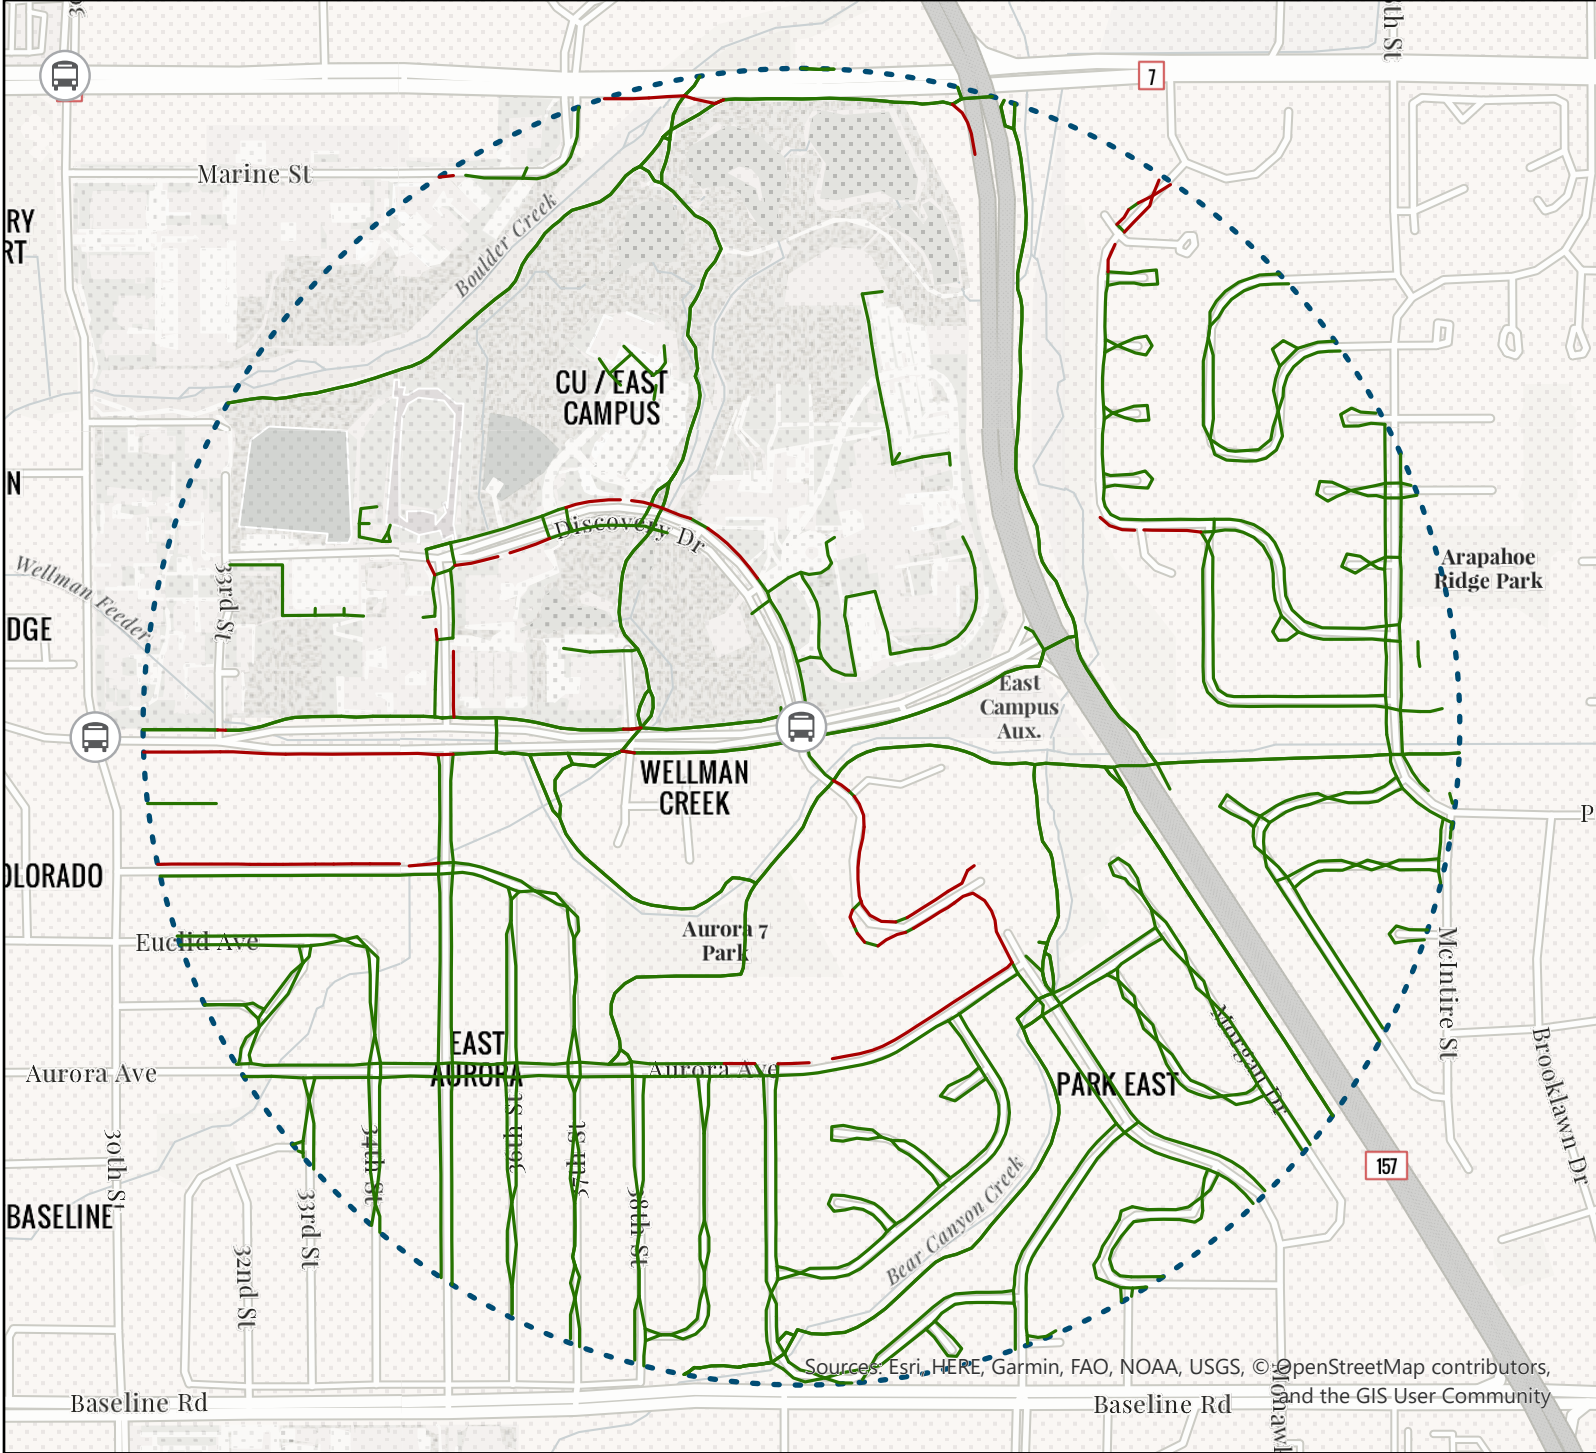 7
Marine St
RY
RT
Boulder Creek
CU / EAST
CAMPUS
N
Discovery Dr
Wellman Feeder
33rd St
Arapahoe
Ridge Park
DGE
East
Campus
Aux.
WELLMAN
CREEK
P
OLORADO
Aurora 7
Park
Euclid Ave
McIntire St
EAST
AURORA
Aurora Ave
Aurora Ave
Morgan Dr
PARK EAST
Brooklawn Dr
30th St
34th St
36th St
37th St
38th St
157
33rd St
32nd St
BASELINE
Bear Canyon Creek
Sources: Esri, HERE, Garmin, FAO, NOAA, USGS, © OpenStreetMap contributors,
and the GIS User Community
Baseline Rd
Baseline Rd